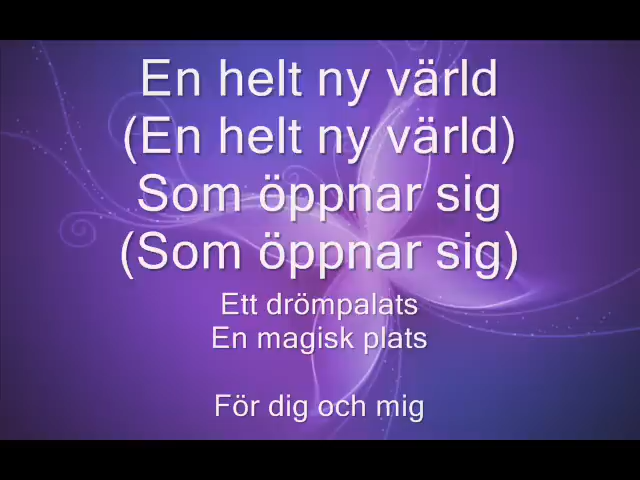 En helt ny värld
(En helt ny värld)
Som öppnar sig
(Som öppnar sig)
Ett drömpalats
En magisk plats
För dig och mig